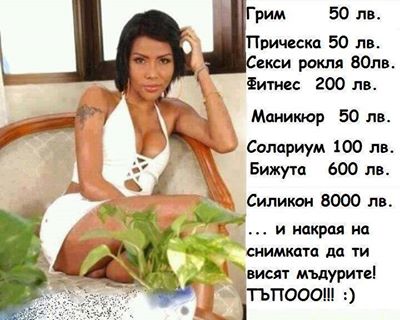 Грим 50 лв.
Прическа 50 лв.
Секси рокля 80лв.
Фитнес 200 лв.
Маникюр 50 лв.
Солариум 100 лв.
Бижута 600 лв.
Силикон 8000 лв.
... и накрая на
снимката да ти
висят мъдурите!
ТЪПООО!!! :)